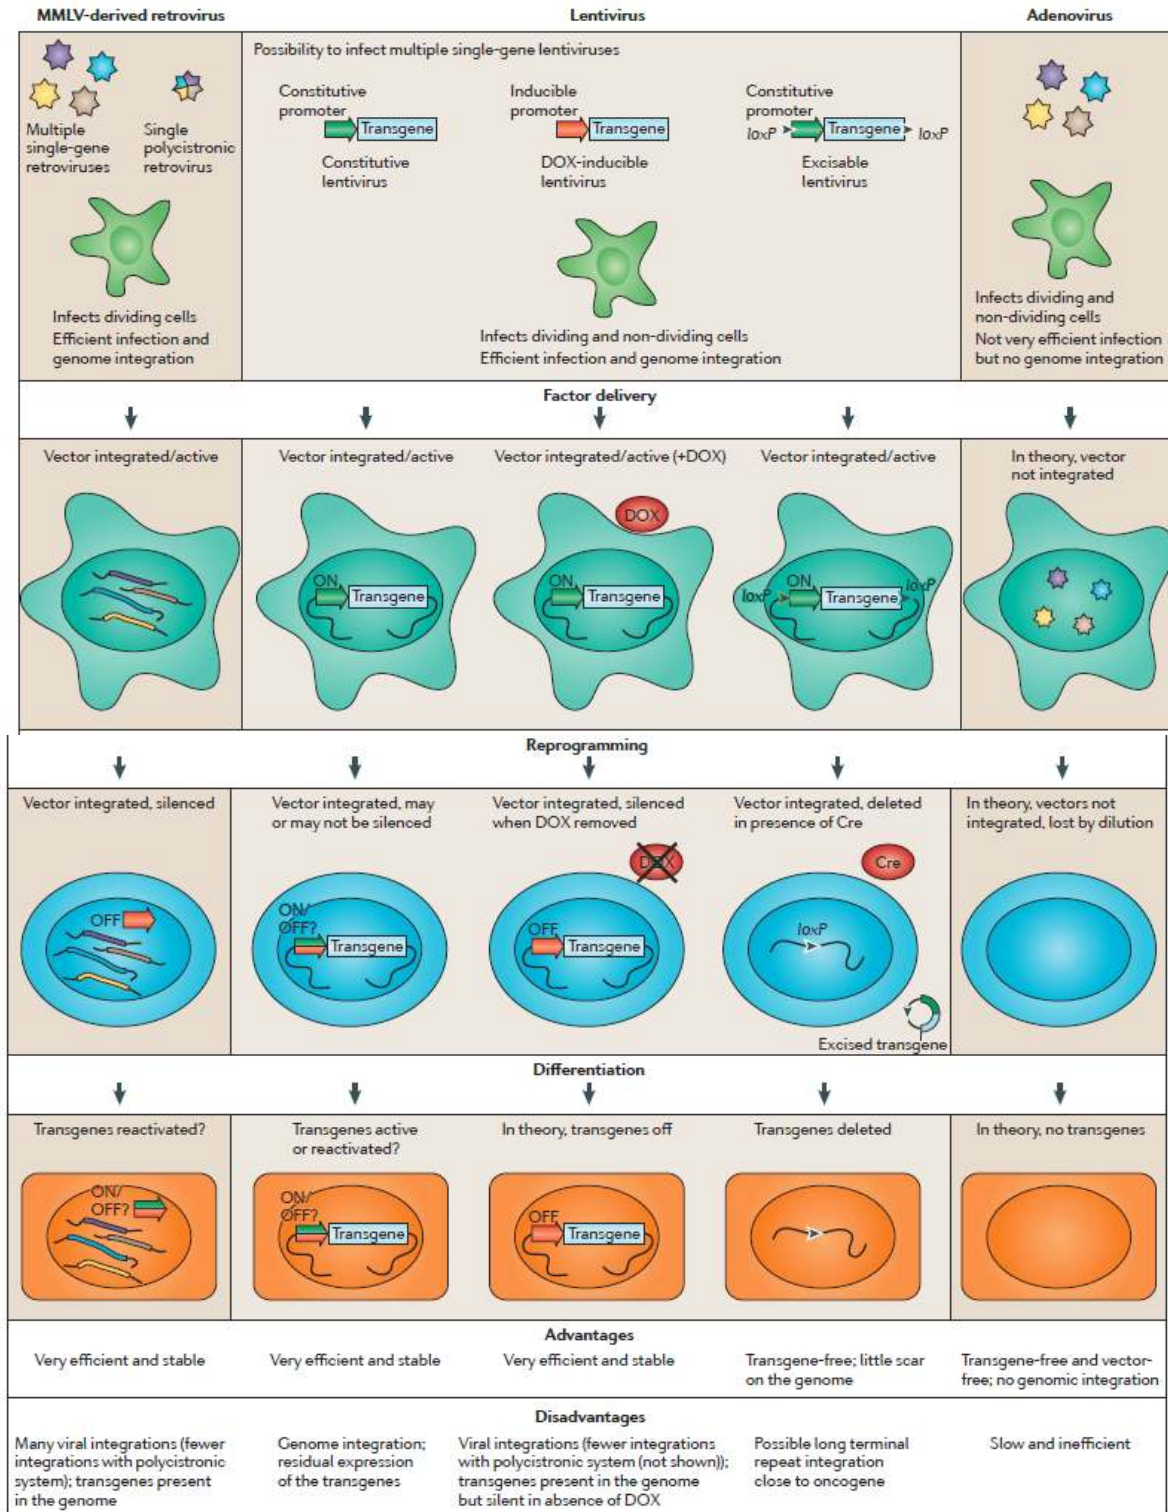 MMLV-derived retrovirus
Lentivirus
Adenovirus
Multiple
single-gene
retroviruses
Single
polycistronic
retrovirus
Infects dividing cells
Efficient infection and
genome integration
Possibility to infect multiple single-gene lentiviruses
Constitutive
promoter
Transgene
Constitutive
lentivirus
Inducible
promoter
Transgene
DOX-inducible
lentivirus
Constitutive
promoter
loxP
Transgene
loxP
Excisable
lentivirus
Infects dividing and non-dividing cells
Efficient infection and genome integration
Infects dividing and
non-dividing cells
Not very efficient infection
but no genome integration
Factor delivery
Vector integrated/active
Vector integrated/active
ON
Transgene
Vector integrated/active (+DOX)
DOX
ON
Transgene
Vector integrated/active
loxP
ON
Transgene
loxP
In theory, vector
not integrated
Reprogramming
Vector integrated, silenced
OFF
Vector integrated, may
or may not be silenced
ON/
OFF?
Transgene
Vector integrated, silenced
when DOX removed
DOX
OFF
Transgene
Vector integrated, deleted
in presence of Cre
Cre
loxP
Excised transgene
In theory, vectors not
integrated, lost by dilution
Differentiation
Transgenes reactivated?
ON/
OFF?
Transgenes active
or reactivated?
ON/
OFF?
Transgene
In theory, transgenes off
OFF
Transgene
Transgenes deleted
In theory, no transgenes
Advantages
Very efficient and stable
Very efficient and stable
Very efficient and stable
Transgene-free; little scar
on the genome
Transgene-free and vector-
free; no genomic integration
Disadvantages
Many viral integrations (fewer
integrations with polycistronic
system); transgenes present
in the genome
Genome integration;
residual expression
of the transgenes
Viral integrations (fewer integrations
with polycistronic system (not shown));
transgenes present in the genome
but silent in absence of DOX
Possible long terminal
repeat integration
close to oncogene
Slow and inefficient